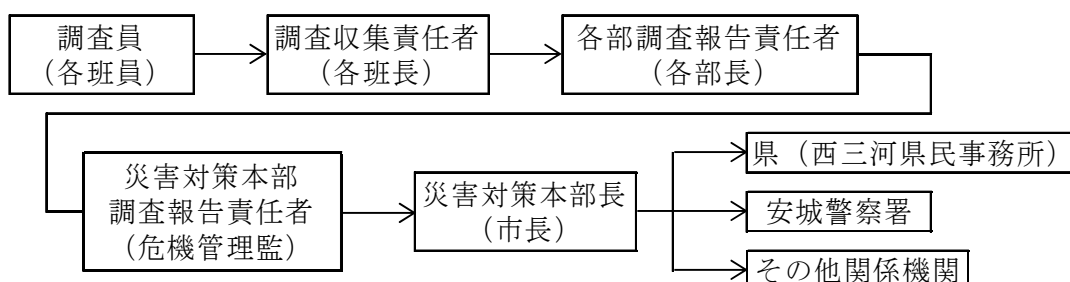 調査員
（各班員）
調査収集責任者
（各班長）
各部調査報告責任者
（各部長）
災害対策本部
調査報告責任者
（危機管理監）
災害対策本部長
（市長）
県（西三河県民事務所）
安城警察署
その他関係機関